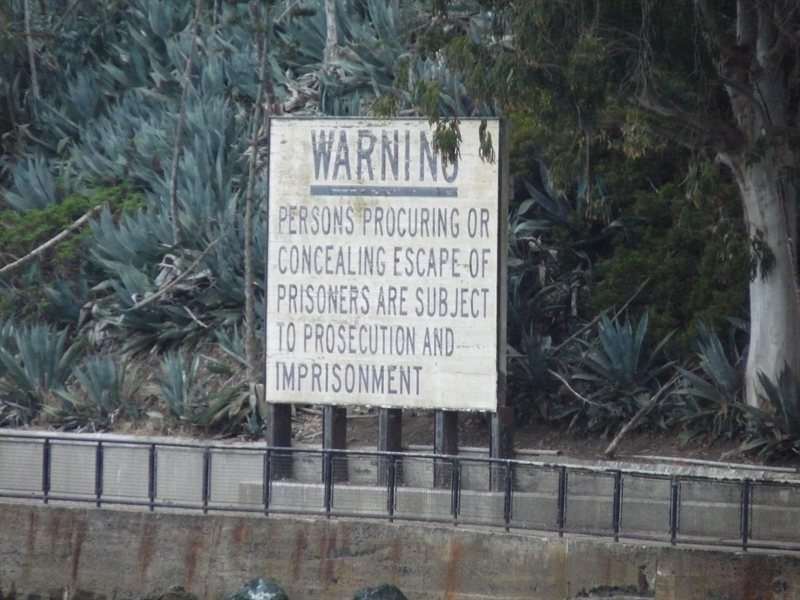 WARNING
PERSONS PROCURING OR
CONCEALING ESCAPE OF
PRISONERS ARE SUBJECT
TO PROSECUTION AND
IMPRISONMENT